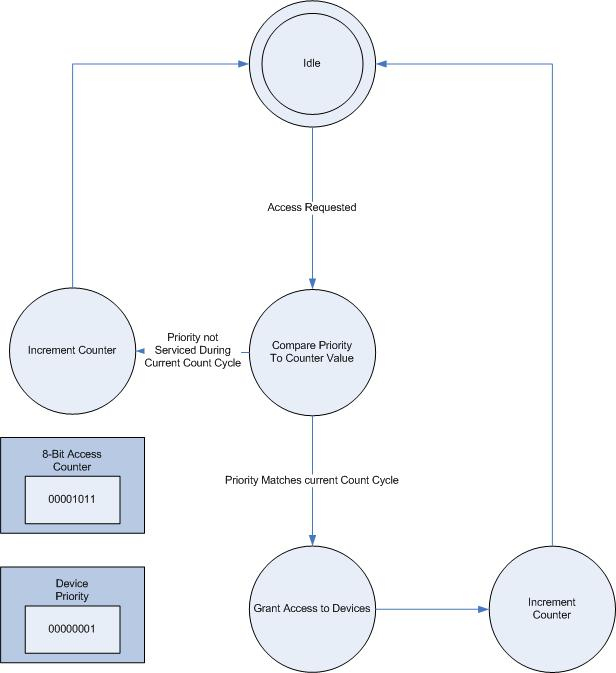 Idle
Access Requested
Increment Counter
Priority not
Serviced During
Current Count Cycle
Compare Priority
To Counter Value
8-Bit Access
Counter
00001011
Priority Matches current Count Cycle
Device
Priority
00000001
Grant Access to Devices
Increment
Counter